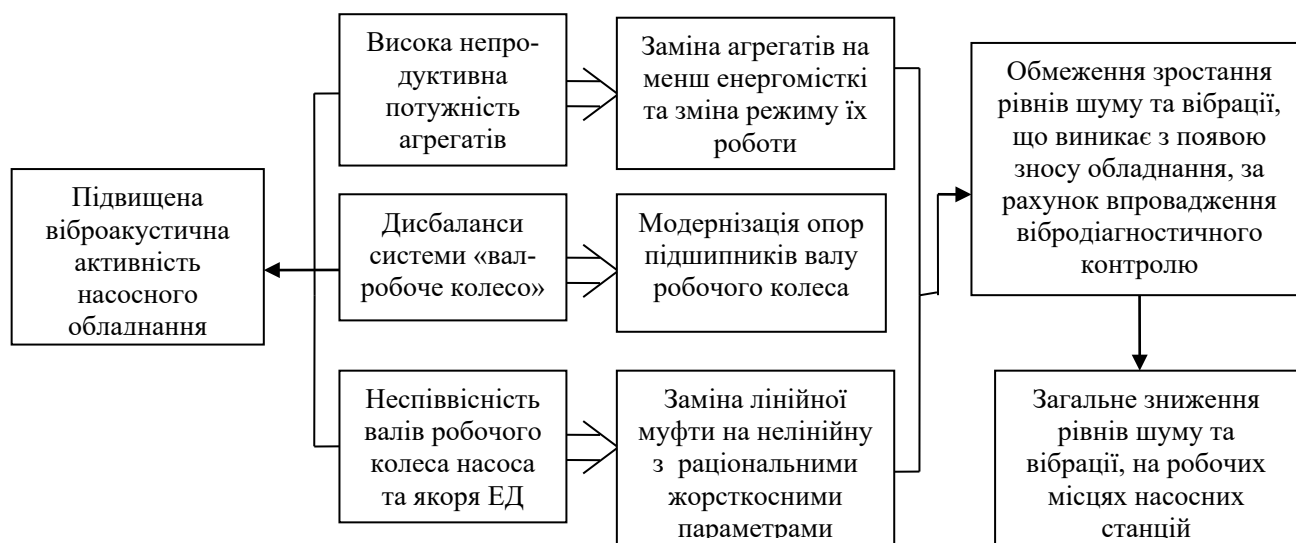 Підвищена
віброакустична
активність
насосного
обладнання
Висока непро-
дуктивна
потужність
агрегатів
Дисбаланси
системи «вал-
робоче колесо»
Неспіввісність
валів робочого
колеса насоса
та якоря ЕД
Заміна агрегатів на
менш енергомісткі
та зміна режиму їх
роботи
Модернізація опор
підшипників валу
робочого колеса
Заміна лінійної
муфти на нелінійну
з раціональними
жорсткосними
параметрами
Обмеження зростання
рівнів шуму та вібрації,
що виникає з появою
зносу обладнання, за
рахунок впровадження
вібродіагностичного
контролю
Загальне зниження
рівнів шуму та
вібрації, на робочих
місцях насосних
станцій